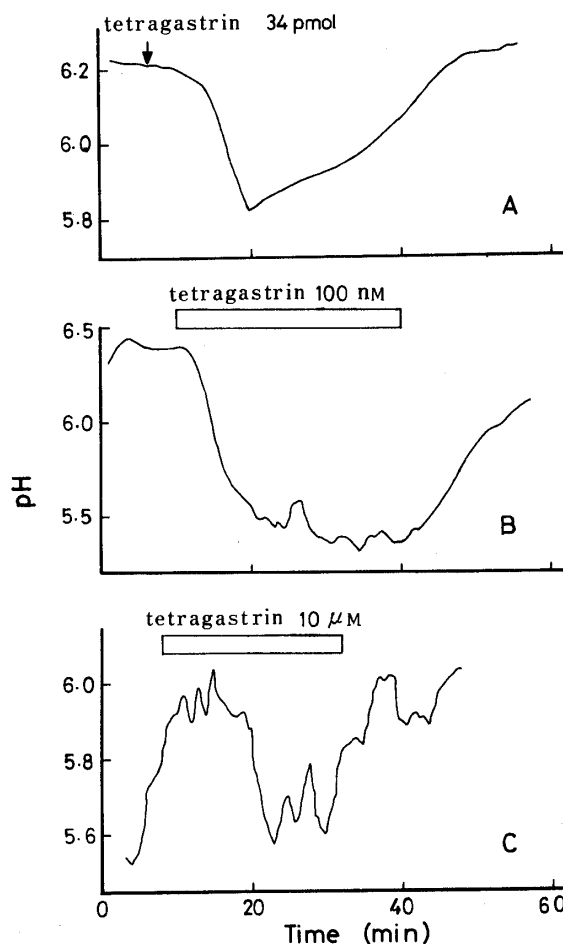 tetragastrin 34 pmol
6.2
6.0
5.8
A
tetragastrin 100 nM
6.5
6.0
5.5
B
pH
tetragastrin 10 μM
6.0
5.8
5.6
C
0 20 40 60
Time (min)